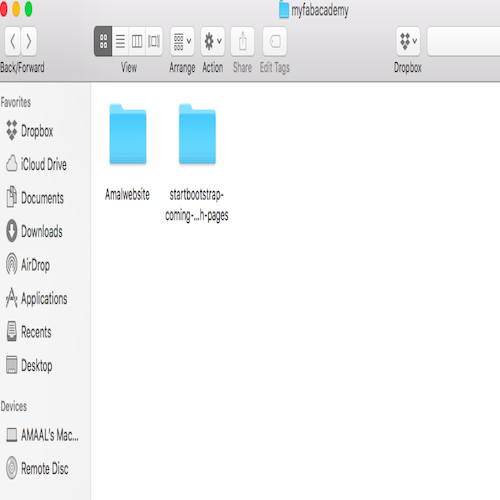 myfabacademy
Back/Forward
View
Arrange
Action
Share
Edit Tags
Dropbox
Favorites
Dropbox
iCloud Drive
Documents
Downloads
AirDrop
Applications
Recents
Desktop
Devices
AMAAL's Mac...
Remote Disc
Amalwebsite
startbootstrap-
coming-...h-pages